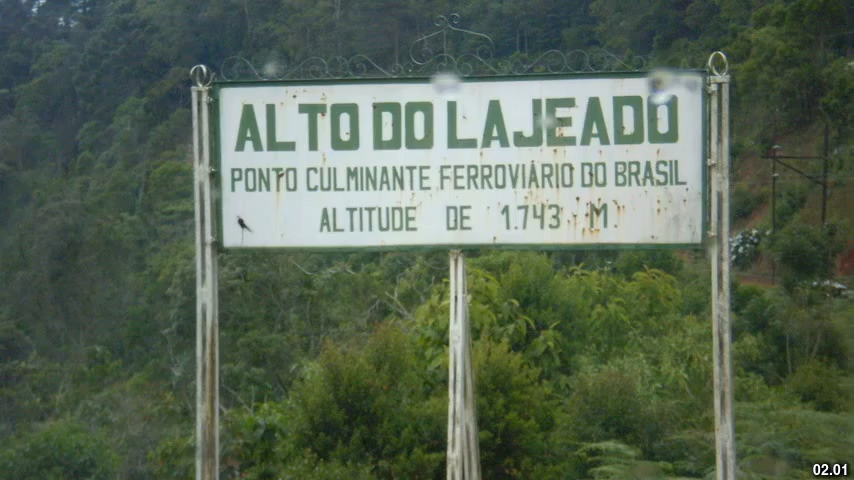 ALTO DO LAJEADO
PONTO CULMINANTE FERROVIÁRIO DO BRASIL
ALTITUDE DE 1.743 M
02.01